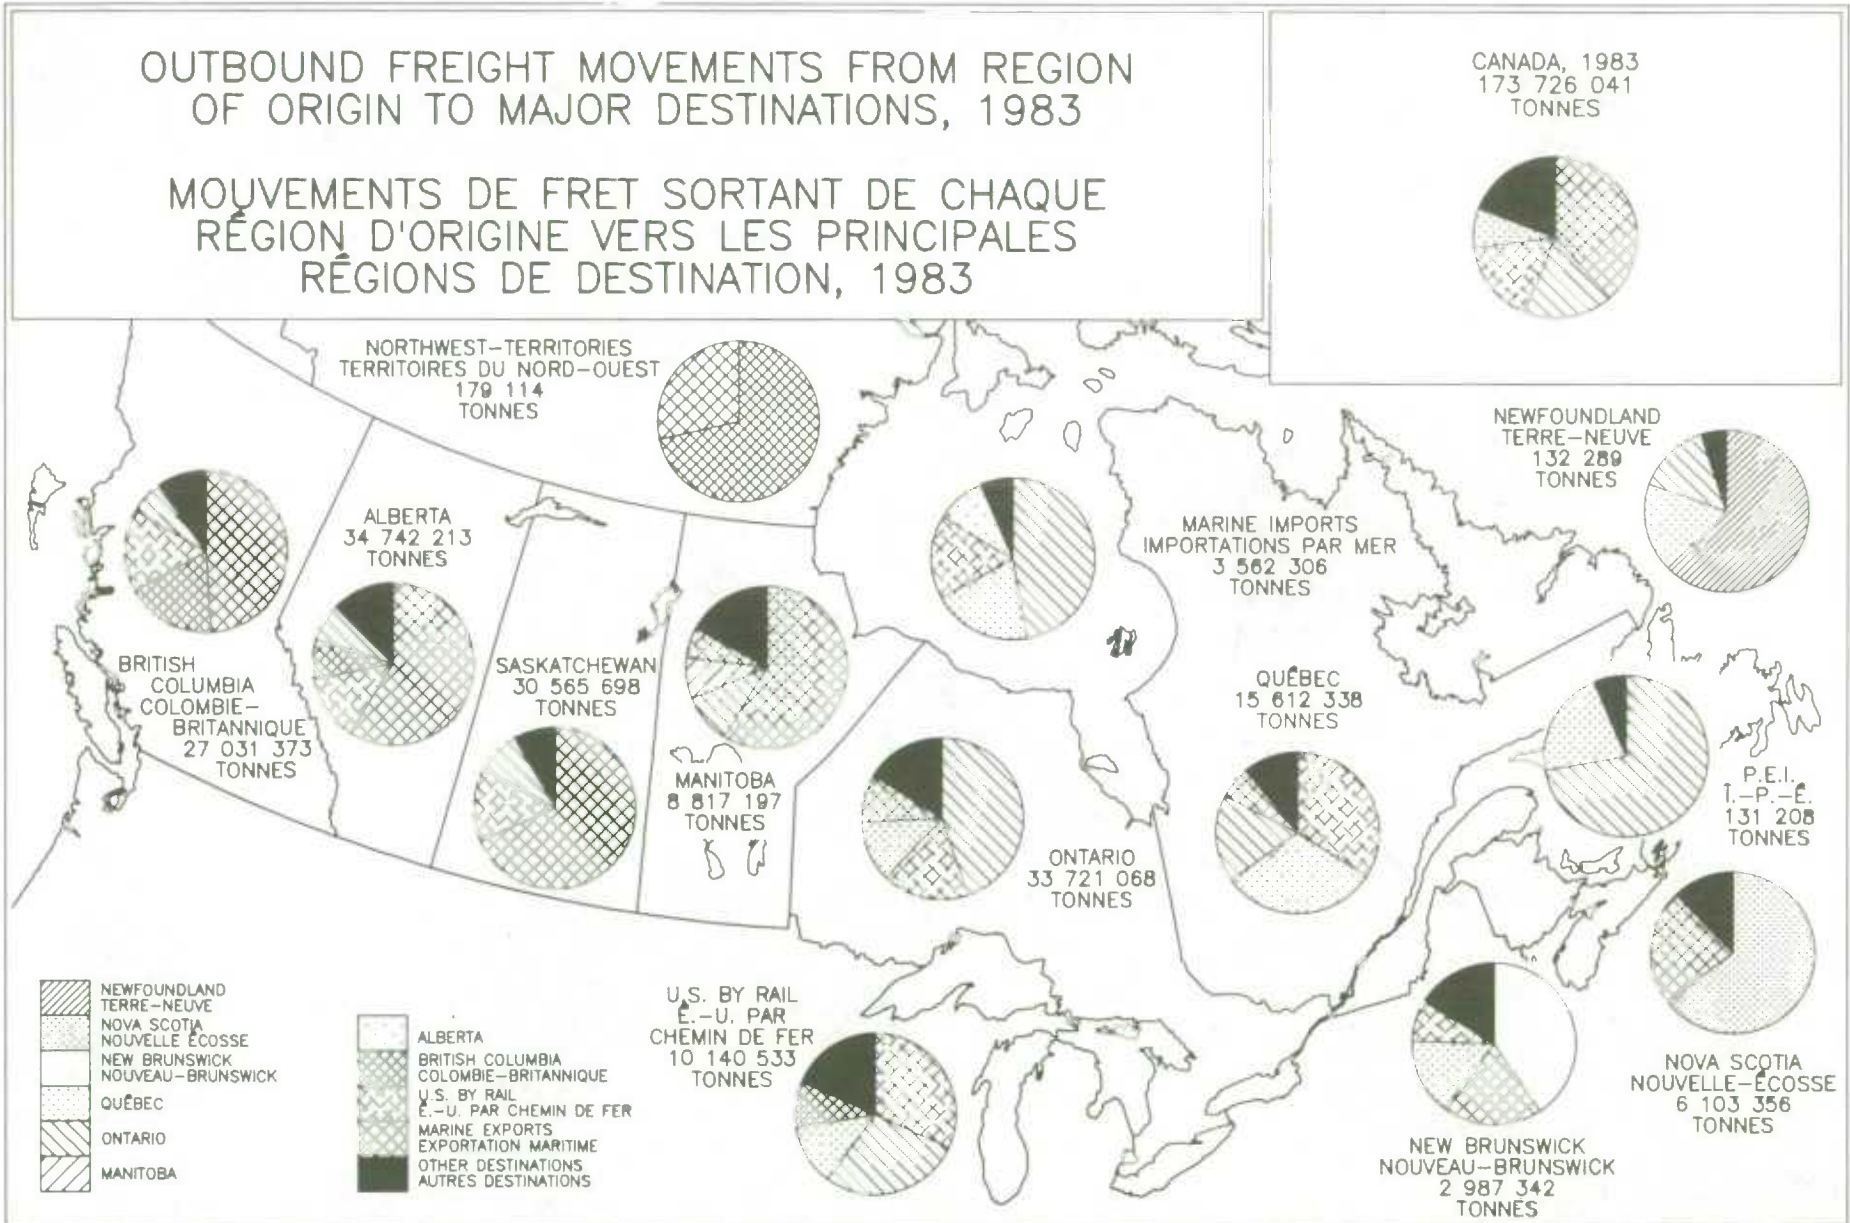 OUTBOUND FREIGHT MOVEMENTS FROM REGION
OF ORIGIN TO MAJOR DESTINATIONS, 1983
MOUVEMENTS DE FRET SORTANT DE CHAQUE
RÉGION D'ORIGINE VERS LES PRINCIPALES
RÉGIONS DE DESTINATION, 1983
CANADA, 1983
173 726 041
TONNES
NORTHWEST-TERRITORIES
TERRITOIRES DU NORD-OUEST
179 114
TONNES
NEWFOUNDLAND
TERRE-NEUVE
132 289
TONNES
ALBERTA
34 742 213
TONNES
MARINE IMPORTS
IMPORTATIONS PAR MER
3 562 306
TONNES
BRITISH
COLUMBIA
COLOMBIE-
BRITANNIQUE
27 031 373
TONNES
SASKATCHEWAN
30 565 698
TONNES
QUÉBEC
15 612 338
TONNES
MANITOBA
8 817 197
TONNES
P.E.I.
Î.-P.-É.
131 208
TONNES
ONTARIO
33 721 068
TONNES
U.S. BY RAIL
É.-U. PAR
CHEMIN DE FER
10 140 533
TONNES
NOVA SCOTIA
NOUVELLE-ÉCOSSE
6 103 356
TONNES
NEW BRUNSWICK
NOUVEAU-BRUNSWICK
2 987 342
TONNES
NEWFOUNDLAND
TERRE-NEUVE
NOVA SCOTIA
NOUVELLE ÉCOSSE
NEW BRUNSWICK
NOUVEAU-BRUNSWICK
QUÉBEC
ONTARIO
MANITOBA
ALBERTA
BRITISH COLUMBIA
COLOMBIE-BRITANNIQUE
U.S. BY RAIL
É.-U. PAR CHEMIN DE FER
MARINE EXPORTS
EXPORTATION MARITIME
OTHER DESTINATIONS
AUTRES DESTINATIONS